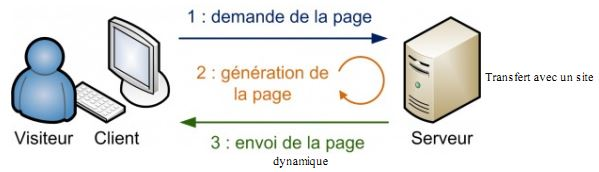 1 : demande de la page
2 : génération de
la page
Transfert avec un site
Visiteur Client
3 : envoi de la page
Serveur
dynamique